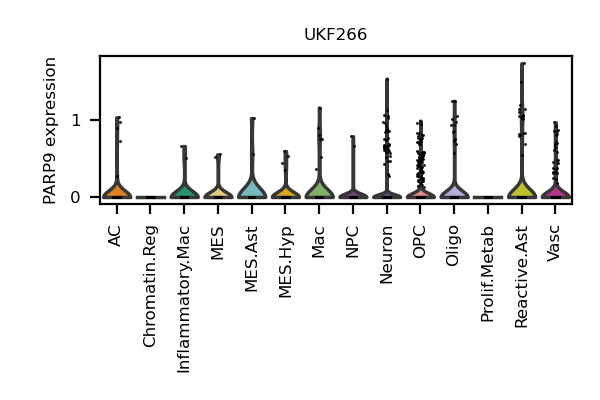 UKF266
PARP9 expression
1
0
AC
Chromatin.Reg
Inflammatory.Mac
MES
MES.Ast
MES.Hyp
Mac
NPC
Neuron
OPC
Oligo
Prolif.Metab
Reactive.Ast
Vasc